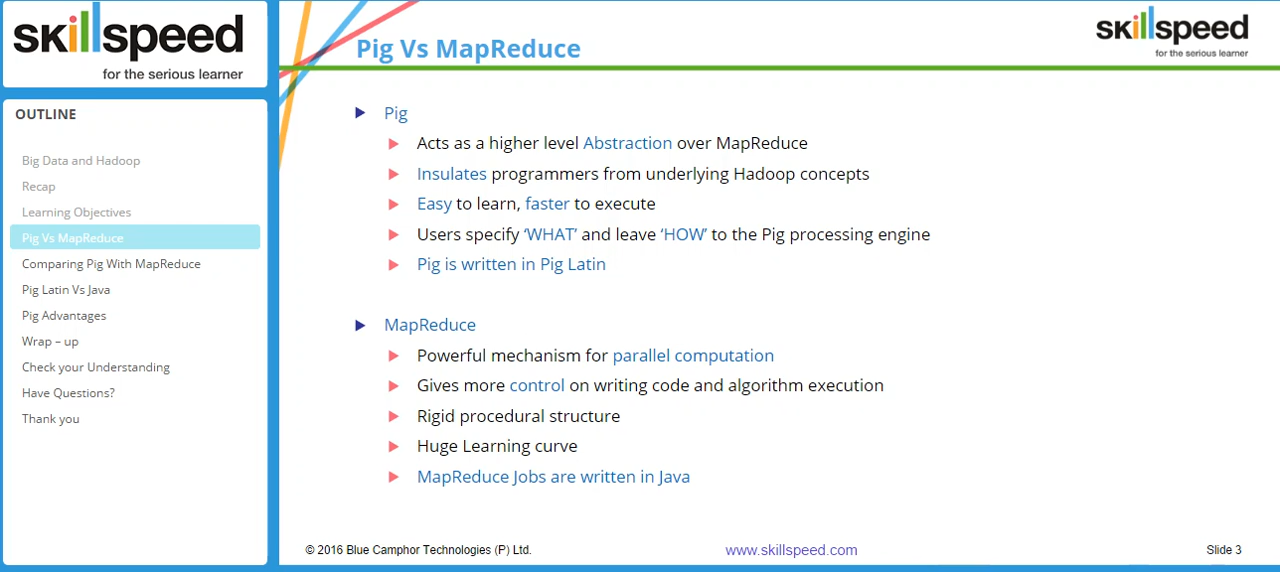 skillspeed
for the serious learner
OUTLINE
Big Data and Hadoop
Recap
Learning Objectives
Pig Vs MapReduce
Comparing Pig With MapReduce
Pig Latin Vs Java
Pig Advantages
Wrap – up
Check your Understanding
Have Questions?
Thank you
Pig Vs MapReduce
skillspeed
for the serious learner
Pig
Acts as a higher level Abstraction over MapReduce
Insulates programmers from underlying Hadoop concepts
Easy to learn, faster to execute
Users specify ‘WHAT’ and leave ‘HOW’ to the Pig processing engine
Pig is written in Pig Latin
MapReduce
Powerful mechanism for parallel computation
Gives more control on writing code and algorithm execution
Rigid procedural structure
Huge Learning curve
MapReduce Jobs are written in Java
© 2016 Blue Camphor Technologies (P) Ltd.
www.skillspeed.com
Slide 3